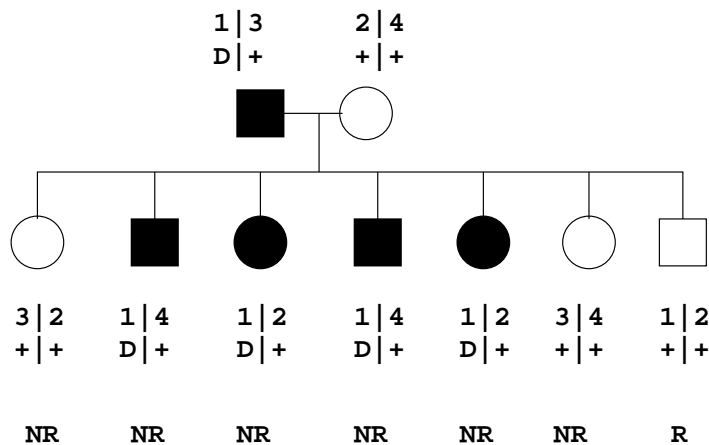 1|3 2|4
D|+ +|+
3|2 1|4 1|2 1|4 1|2 3|4 1|2
+|+ D|+ D|+ D|+ D|+ +|+ +|+
NR NR NR NR NR NR R